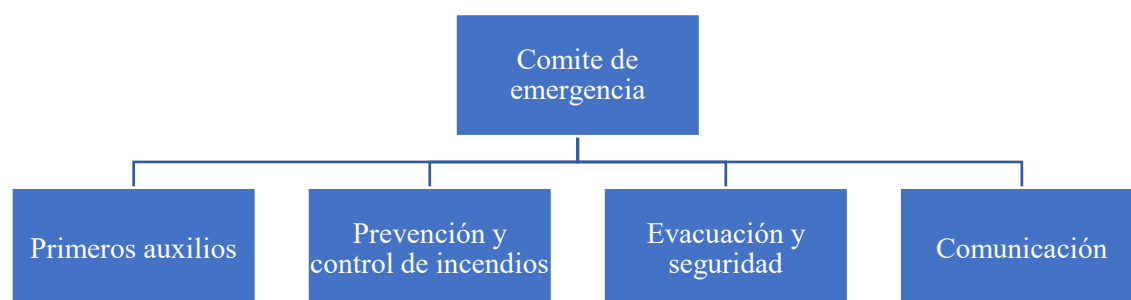 Comite de
emergencia
Primeros auxilios
Prevención y
control de incendios
Evacuación y
seguridad
Comunicación